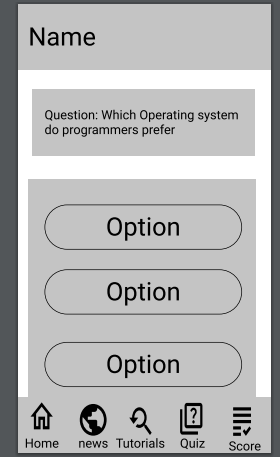 Name
Question: Which Operating system
do programmers prefer
Option
Option
Option
?
Home news Tutorials Quiz Score